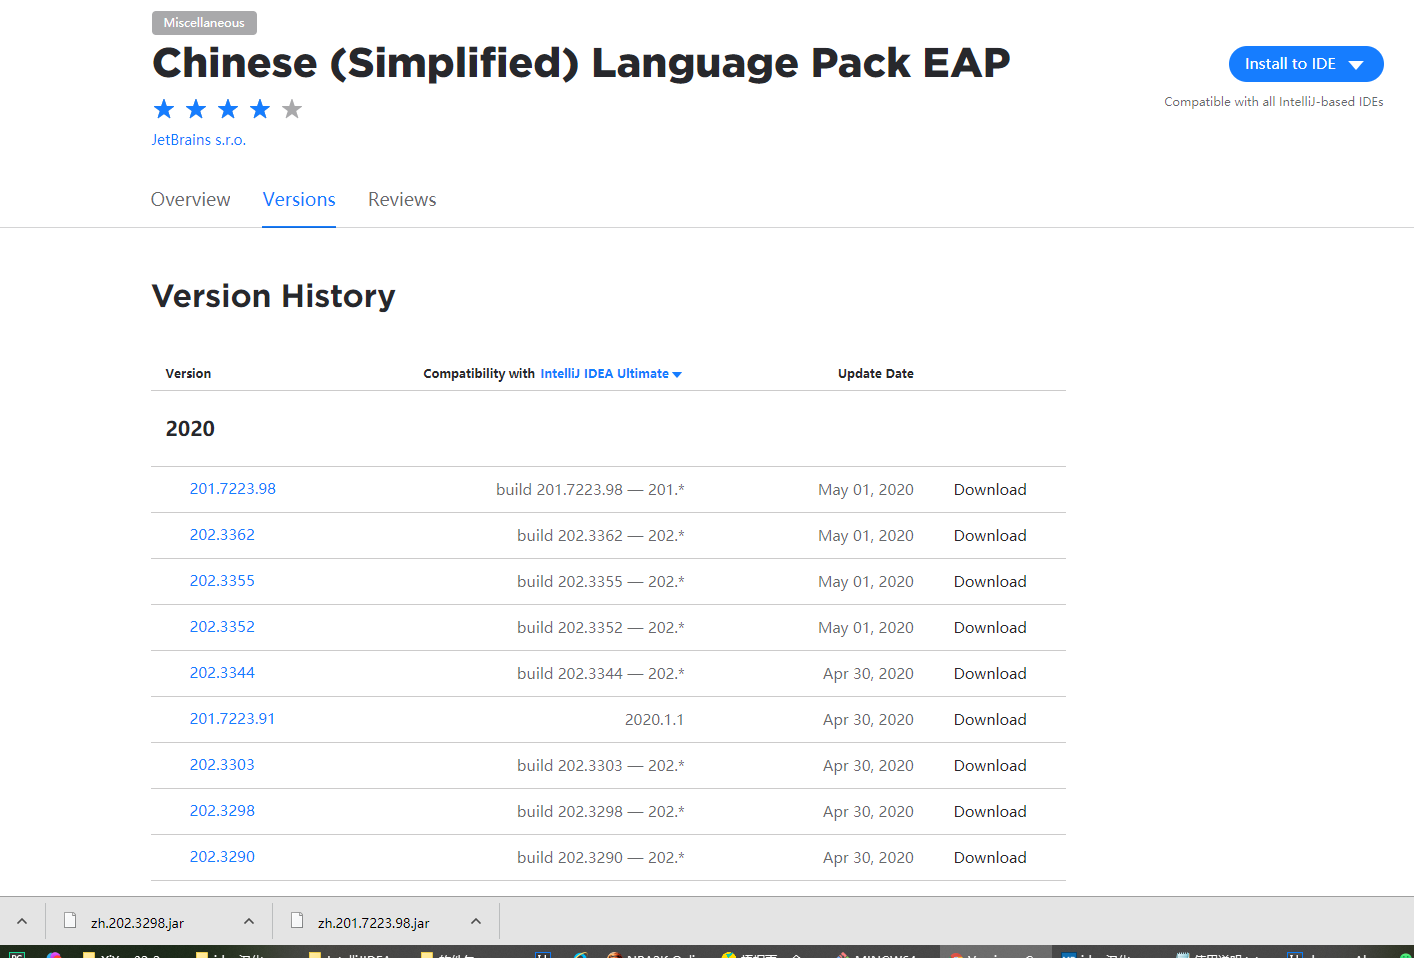 Miscellaneous
Chinese (Simplified) Language Pack EAP
Install to IDE
Compatible with all IntelliJ-based IDEs
JetBrains s.r.o.
Overview Versions Reviews
Version History
Version Compatibility with IntelliJ IDEA Ultimate Update Date
2020
201.7223.98 build 201.7223.98 — 201.* May 01, 2020 Download
202.3362 build 202.3362 — 202.* May 01, 2020 Download
202.3355 build 202.3355 — 202.* May 01, 2020 Download
202.3352 build 202.3352 — 202.* May 01, 2020 Download
202.3344 build 202.3344 — 202.* Apr 30, 2020 Download
201.7223.91 2020.1.1 Apr 30, 2020 Download
202.3303 build 202.3303 — 202.* Apr 30, 2020 Download
202.3298 build 202.3298 — 202.* Apr 30, 2020 Download
202.3290 build 202.3290 — 202.* Apr 30, 2020 Download
zh.202.3298.jar zh.201.7223.98.jar